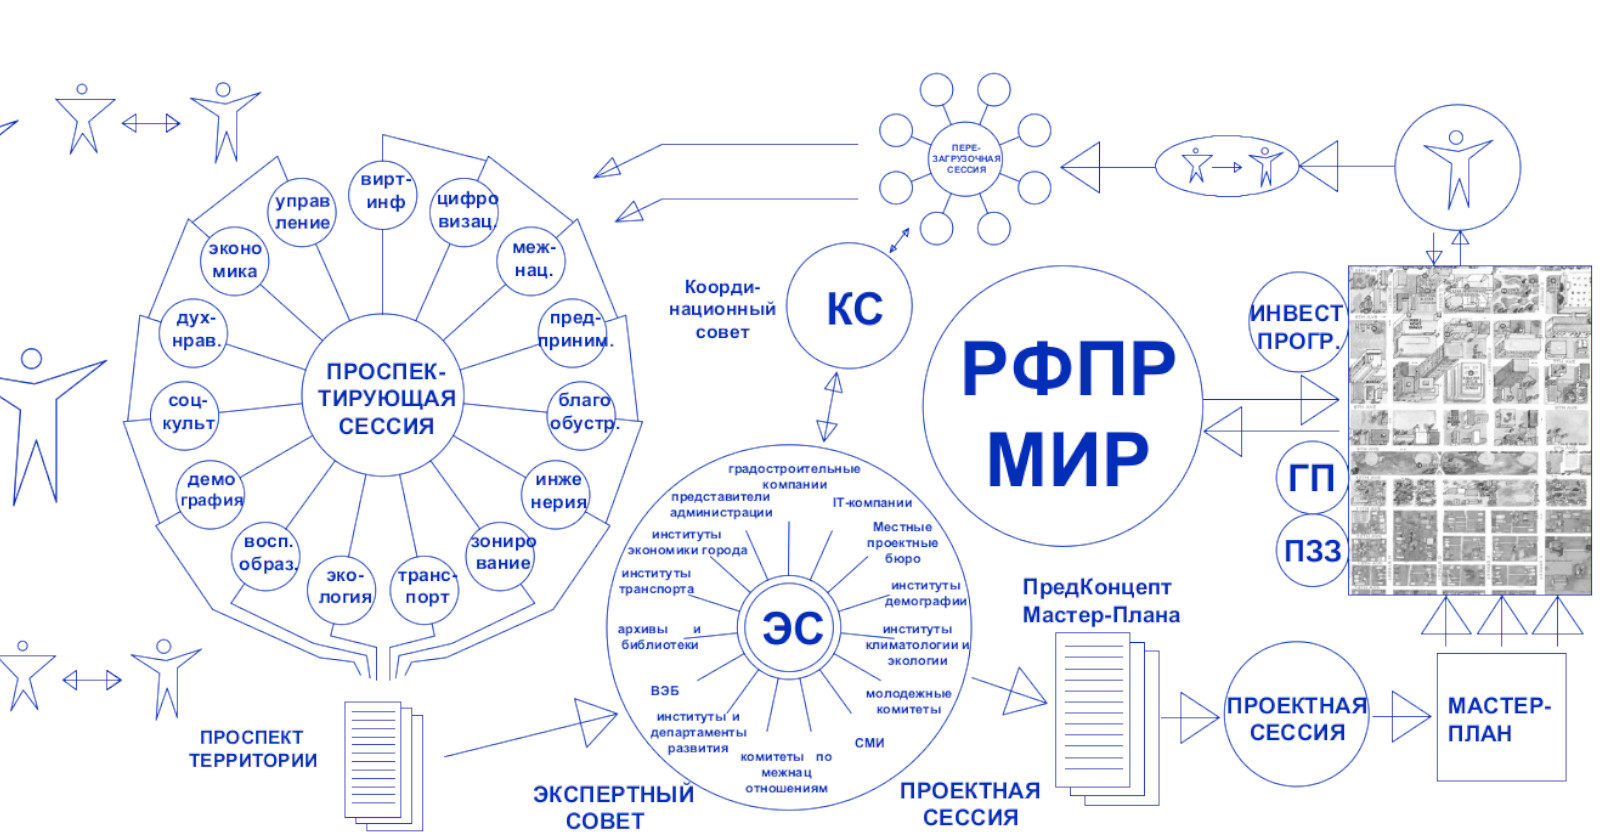 вирт-
инф
цифро
визац.
меж-
нац.
пред-
приним.
благо
обустр.
инже
нерия
зониро
вание
транс-
порт
эко-
логия
восп.
образ.
демо
графия
соц-
культ
дух-
нрав.
эконо
мика
управ
ление
ПРОСПЕК-
ТИРУЮЩАЯ
СЕССИЯ
ПРОСПЕКТ
ТЕРРИТОРИИ
ПЕРЕ-
ЗАГРУЗОЧНАЯ
СЕССИЯ
Коорди-
национный
совет
КС
градостроительные
компании
IT-компании
Местные
проектные
бюро
институты
демографии
институты
климатологии и
экологии
молодежные
комитеты
СМИ
комитеты по
межнац
отношениям
институты и
департаменты
развития
ВЭБ
архивы и
библиотеки
институты
транспорта
институты
экономики города
представители
администрации
ЭС
ЭКСПЕРТНЫЙ
СОВЕТ
ПРОЕКТНАЯ
СЕССИЯ
РФПР
МИР
ПредКонцепт
Мастер-Плана
ИНВЕСТ
ПРОГР.
ГП
ПЗЗ
ПРОЕКТНАЯ
СЕССИЯ
МАСТЕР-
ПЛАН